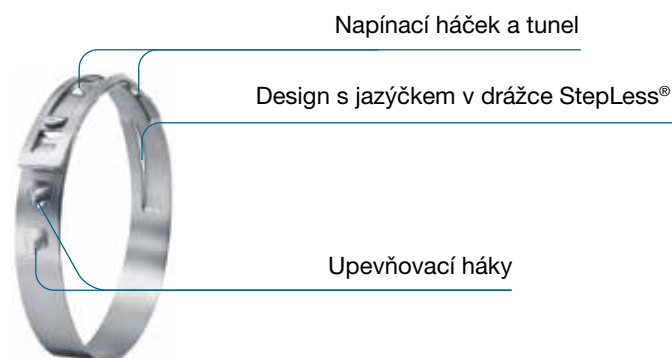 Napínací háček a tunel
Design s jazýčkem v drážce StepLess®
Upevňovací háky